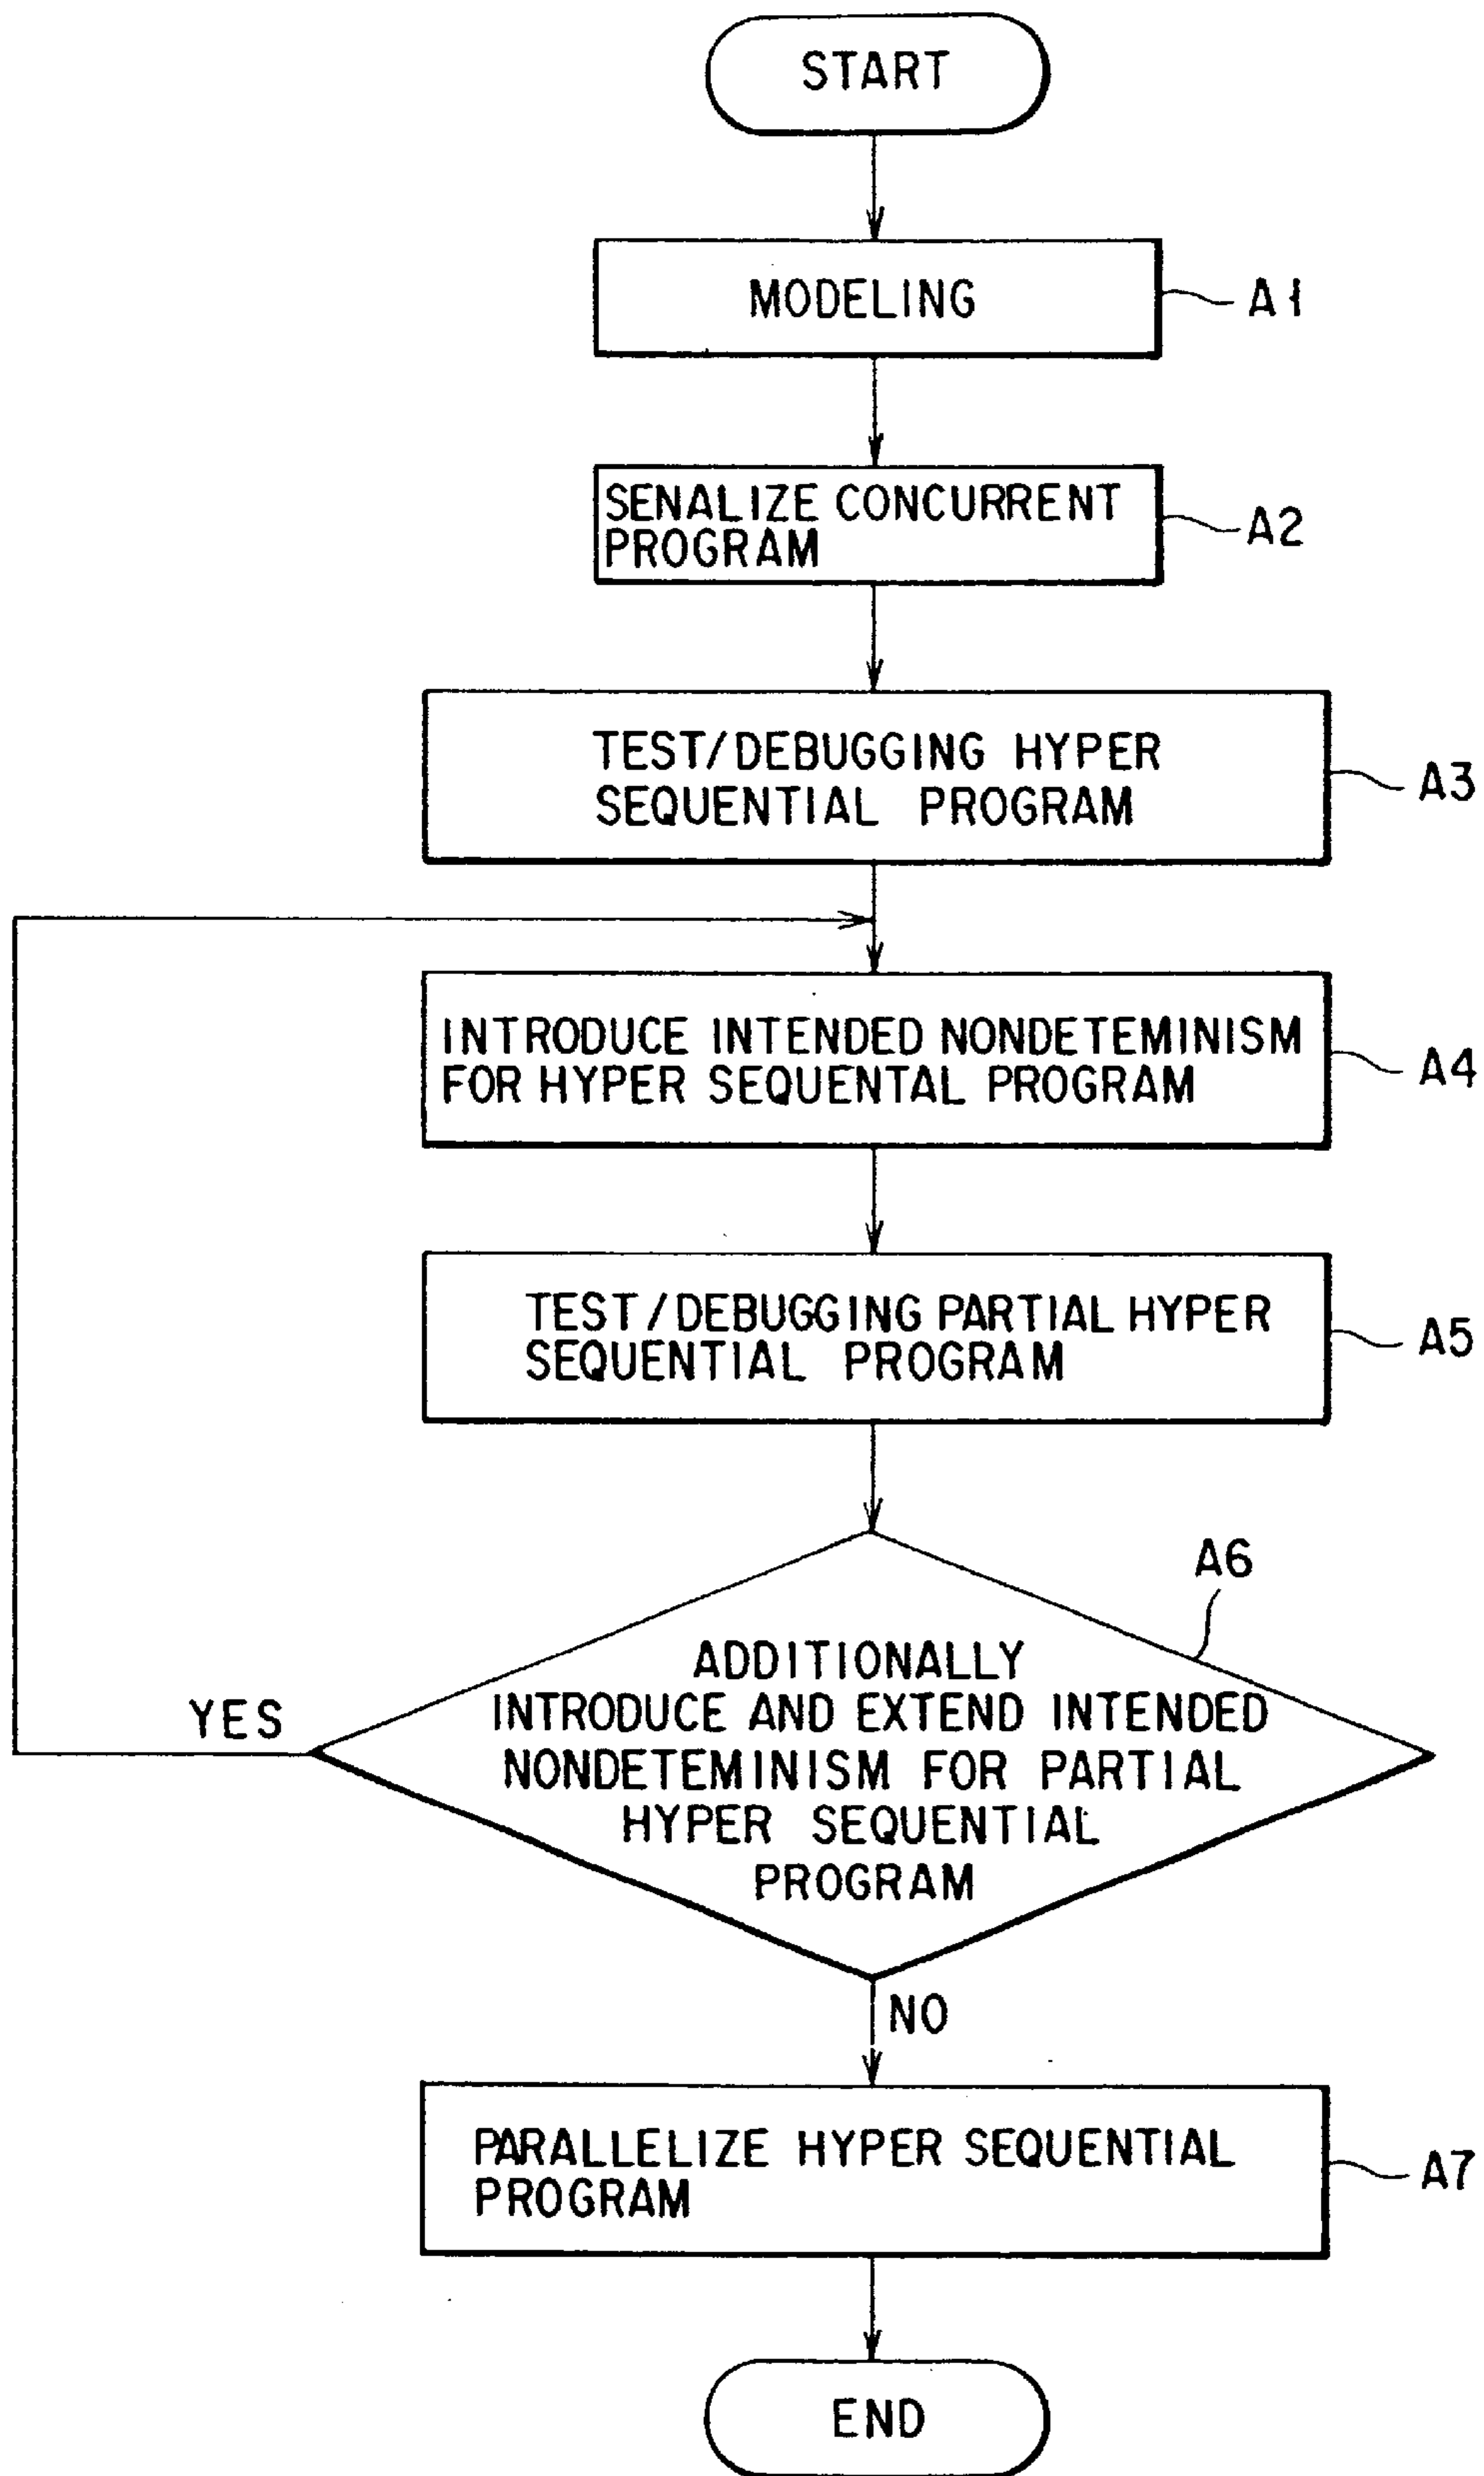 START
MODELING
A1
SENALIZE CONCURRENT
PROGRAM
A2
TEST/DEBUGGING HYPER
SEQUENTIAL PROGRAM
A3
INTRODUCE INTENDED NONDETEMINISM
FOR HYPER SEQUENTAL PROGRAM
A4
TEST/DEBUGGING PARTIAL HYPER
SEQUENTIAL PROGRAM
A5
A6
ADDITIONALLY
INTRODUCE AND EXTEND INTENDED
NONDETEMINISM FOR PARTIAL
HYPER SEQUENTIAL
PROGRAM
YES
NO
PARALLELIZE HYPER SEQUENTIAL
PROGRAM
A7
END